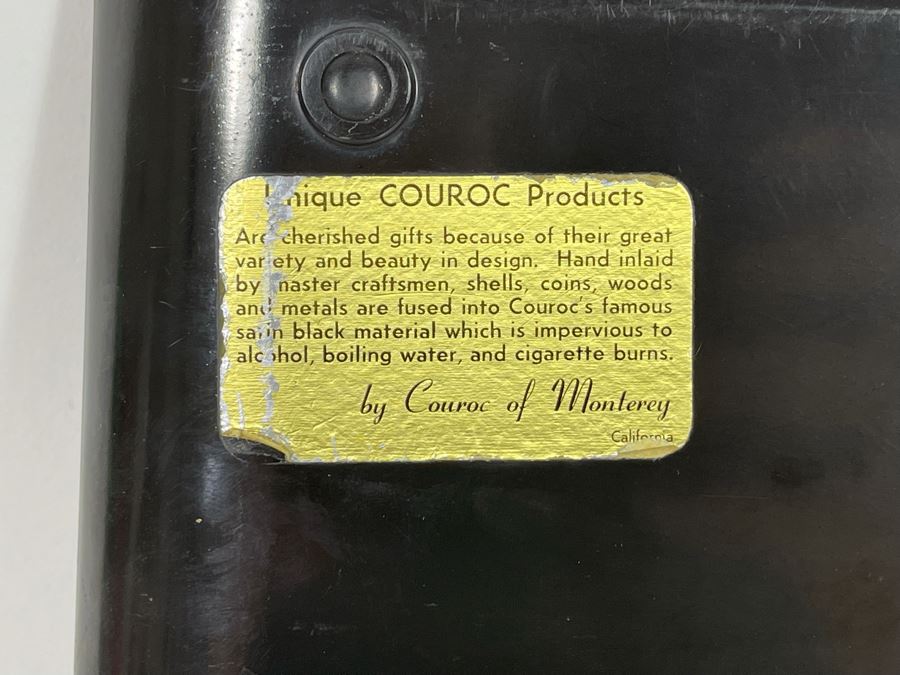 Unique COUROC Products
Are cherished gifts because of their great
variety and beauty in design. Hand inlaid
by master craftsmen, shells, coins, woods
and metals are fused into Couroc's famous
satin black material which is impervious to
alcohol, boiling water, and cigarette burns.
by Couroc of Monterey
California